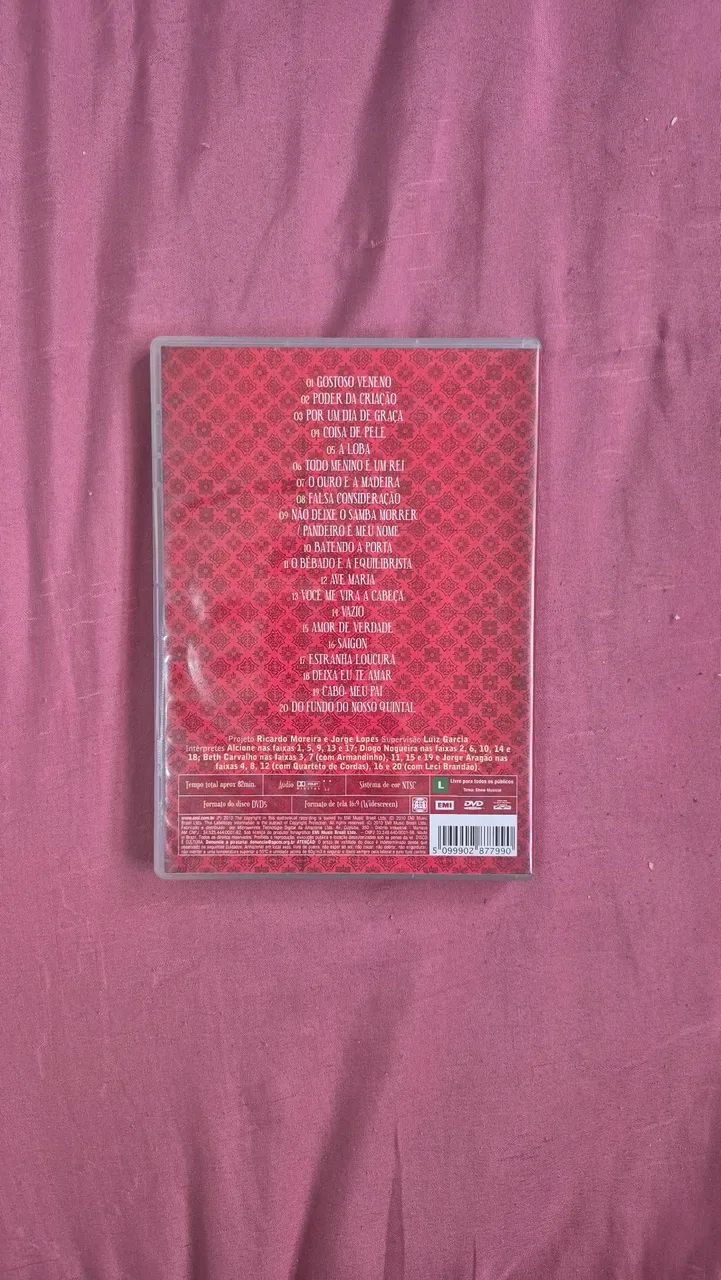 01 GOSTOSO VENENO
02 PODER DA CRIAÇÃO
03 POR UM DIA DE GRAÇA
04 COISA DE PELE
05 A LOBA
06 TODO MENINO É UM REI
07 O OURO E A MADEIRA
08 FALSA CONSIDERAÇÃO
09 NÃO DEIXE O SAMBA MORRER
/ PANDEIRO É MEU NOME
10 BATENDO A PORTA
11 O BÊBADO E A EQUILIBRISTA
12 AVE MARIA
13 VOCÊ ME VIRA A CABEÇA
14 VAZIO
15 AMOR DE VERDADE
16 SAIGON
17 ESTRANHA LOUCURA
18 DEIXA EU TE AMAR
19 CABÔ, MEU PAI
20 DO FUNDO DO NOSSO QUINTAL
Projeto Ricardo Moreira e Jorge Lopes Supervisão Luiz Garcia
Intérpretes Alcione nas faixas 1, 5, 9, 13 e 17; Diogo Nogueira nas faixas 2, 6, 10, 14 e
18; Beth Carvalho nas faixas 3, 7 (com Armandinho), 11, 15 e 19 e Jorge Aragão nas
faixas 4, 8, 12 (com Quarteto de Cordas), 16 e 20 (com Leci Brandão).
Tempo total aprox 82min. Áudio DOLBY Sistema de cor NTSC L Livre para todos os públicos
Tema: Show Musical
Formato do disco DVD5 Formato de tela 16:9 (Widescreen) EMI DVD
5 099902 877990